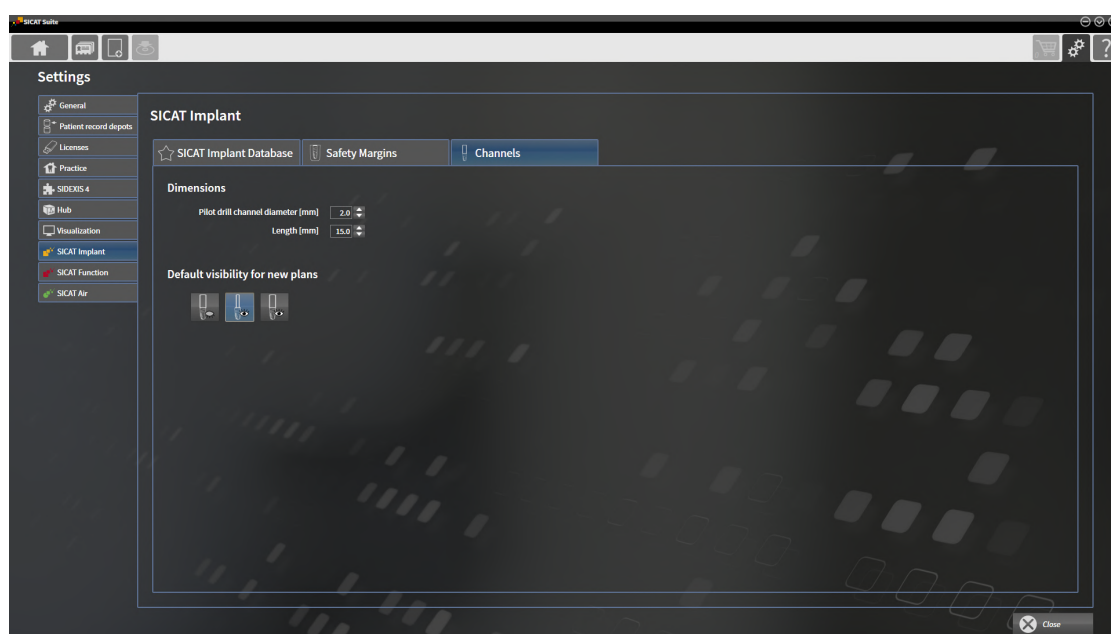 SICAT Suite
?
Settings
General
Patient record depots
Licenses
Practice
SIDEXIS 4
Hub
Visualization
SICAT Implant
SICAT Function
SICAT Air
SICAT Implant
SICAT Implant Database
Safety Margins
Channels
Dimensions
Pilot drill channel diameter [mm] 2.0
Length [mm] 15.0
Default visibility for new plans
Close